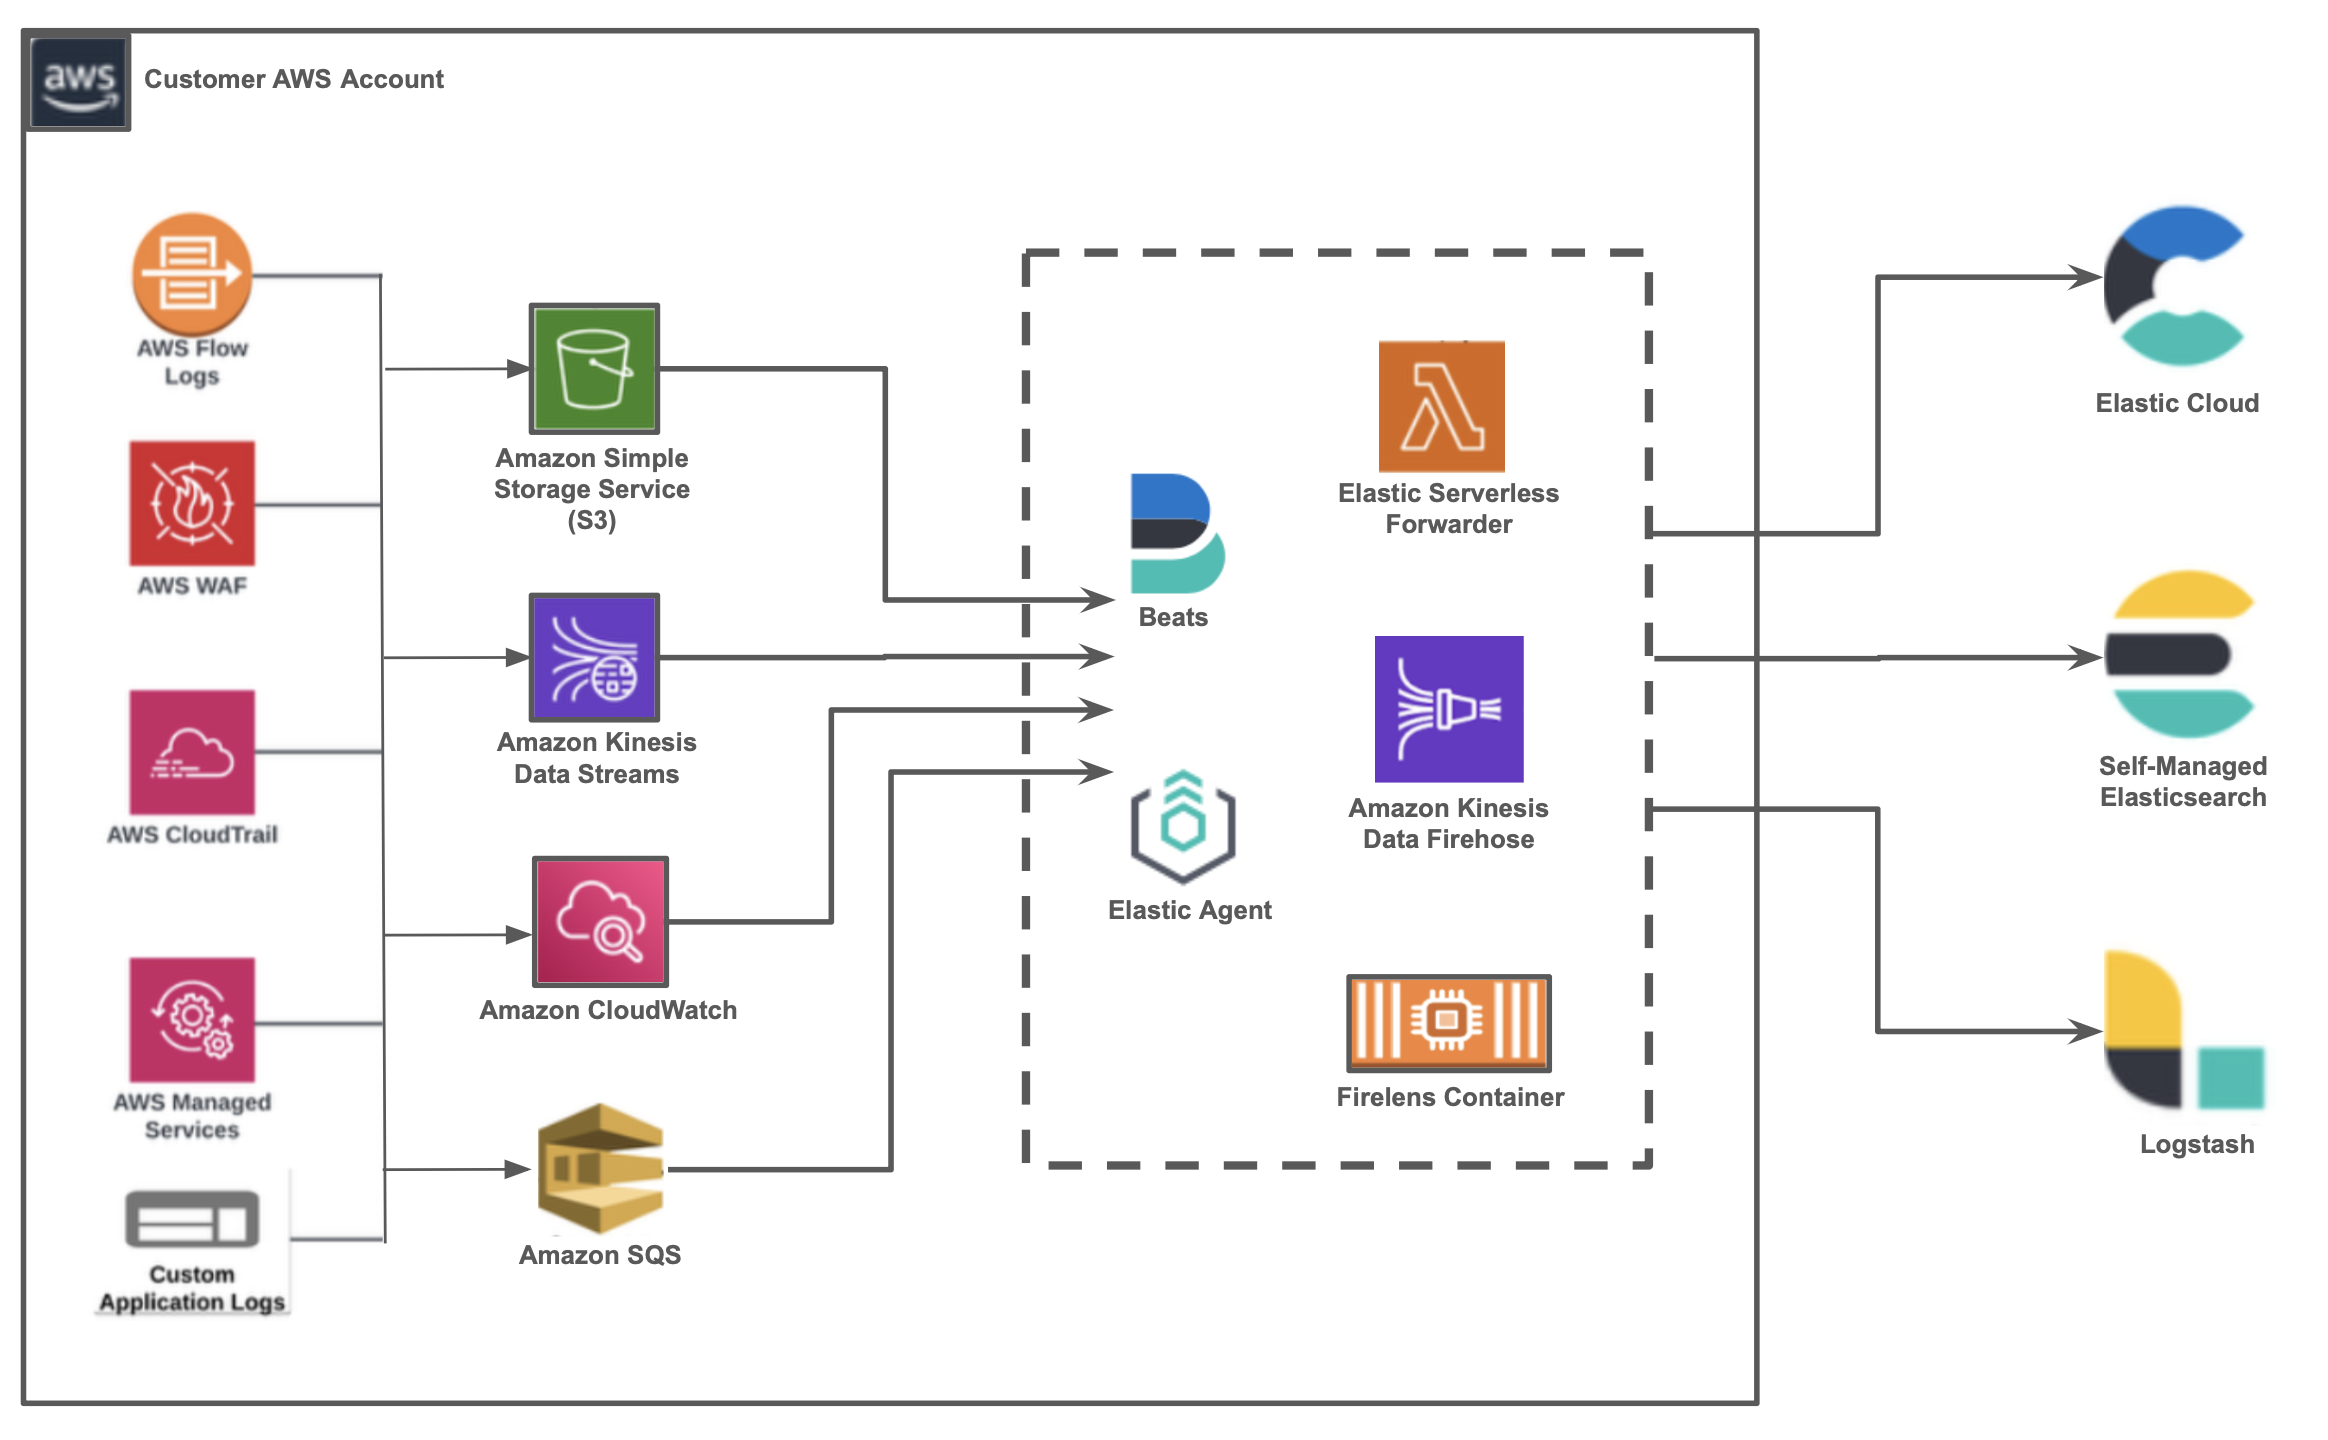 aws
Customer AWS Account
AWS Flow
Logs
AWS WAF
AWS CloudTrail
AWS Managed
Services
Custom
Application Logs
Amazon Simple
Storage Service
(S3)
Amazon Kinesis
Data Streams
Amazon CloudWatch
Amazon SQS
Beats
Elastic Agent
Elastic Serverless
Forwarder
Amazon Kinesis
Data Firehose
Firelens Container
Elastic Cloud
Self-Managed
Elasticsearch
Logstash